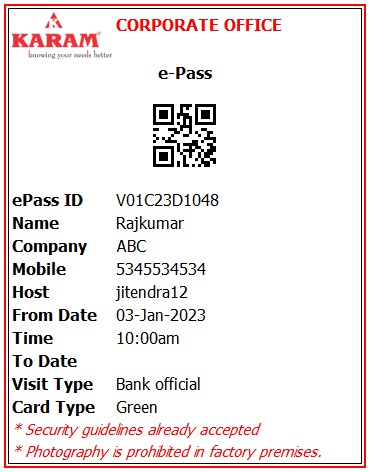 CORPORATE OFFICE
KARAM®
knowing your needs better
e-Pass
ePass ID V01C23D1048
Name Rajkumar
Company ABC
Mobile 5345534534
Host jitendra12
From Date 03-Jan-2023
Time 10:00am
To Date
Visit Type Bank official
Card Type Green
* Security guidelines already accepted
* Photography is prohibited in factory premises.